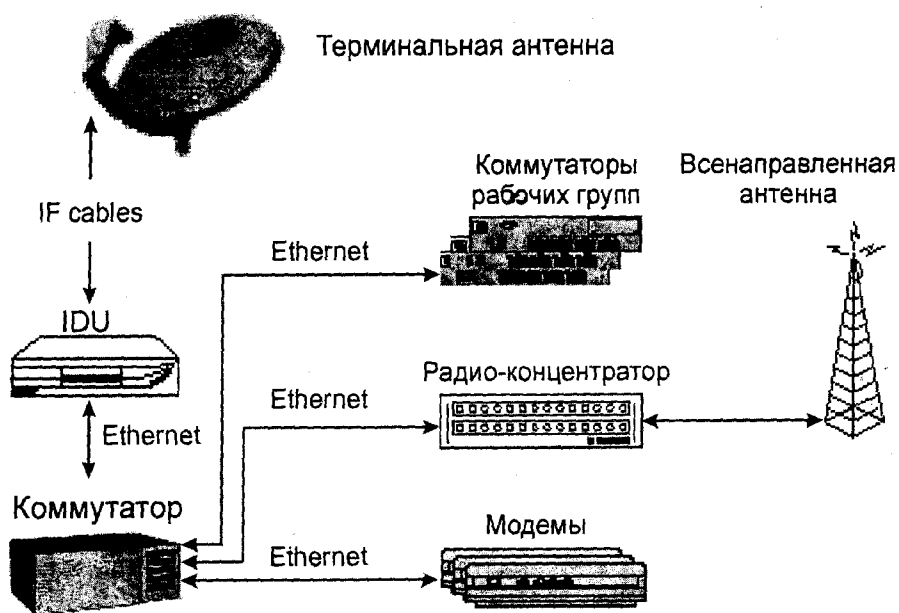 Терминальная антенна
Коммутаторы
рабочих групп
Всенаправленная
антенна
IF cables
Ethernet
IDU
Радио-концентратор
Ethernet
Ethernet
Коммутатор
Модемы
Ethernet